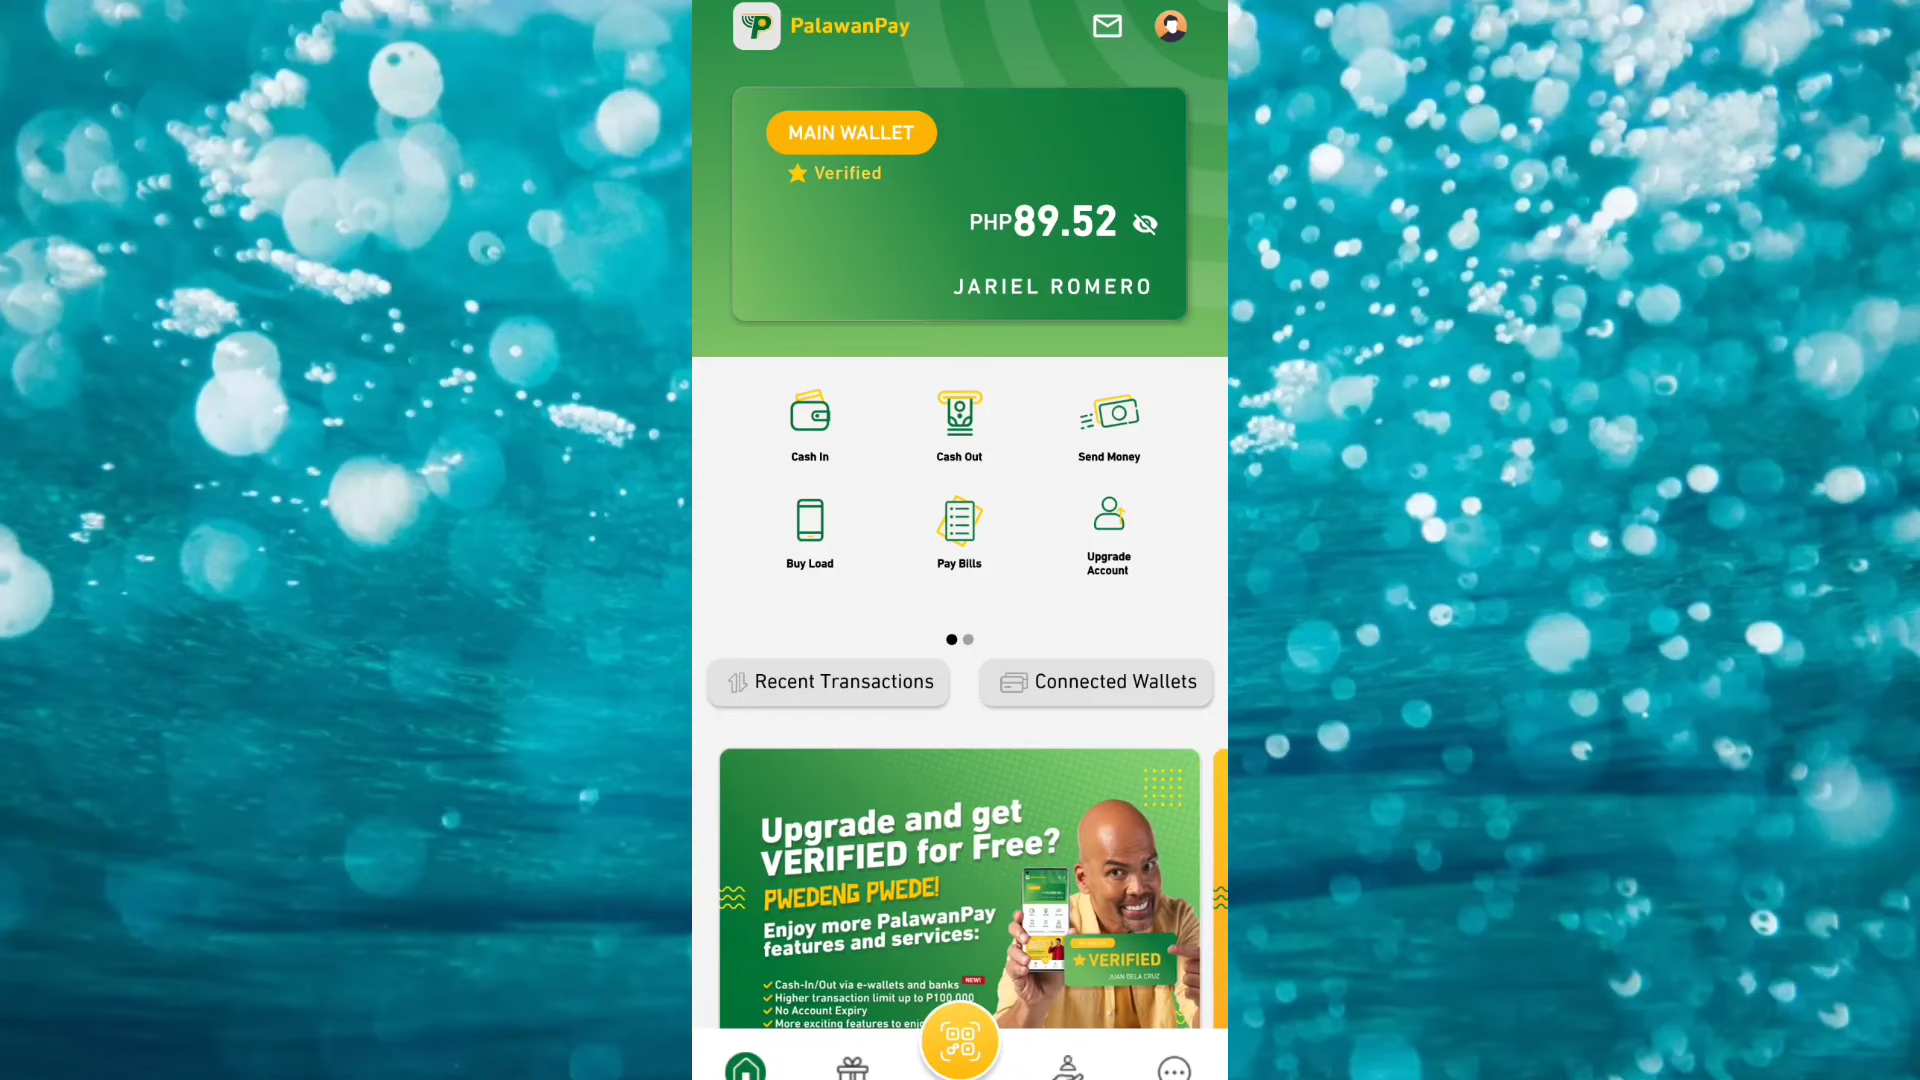 PalawanPay
MAIN WALLET
Verified
PHP89.52
JARIEL ROMERO
Cash In
Cash Out
Send Money
Buy Load
Pay Bills
Upgrade
Account
Recent Transactions
Connected Wallets
Upgrade and get
VERIFIED for Free?
PWEDENG PWEDE!
Enjoy more PalawanPay
features and services:
Cash-In/Out via e-wallets and banks NEW!
Higher transaction limit up to P100,000
No Account Expiry
More exciting features to
VERIFIED
JUAN DELA CRUZ